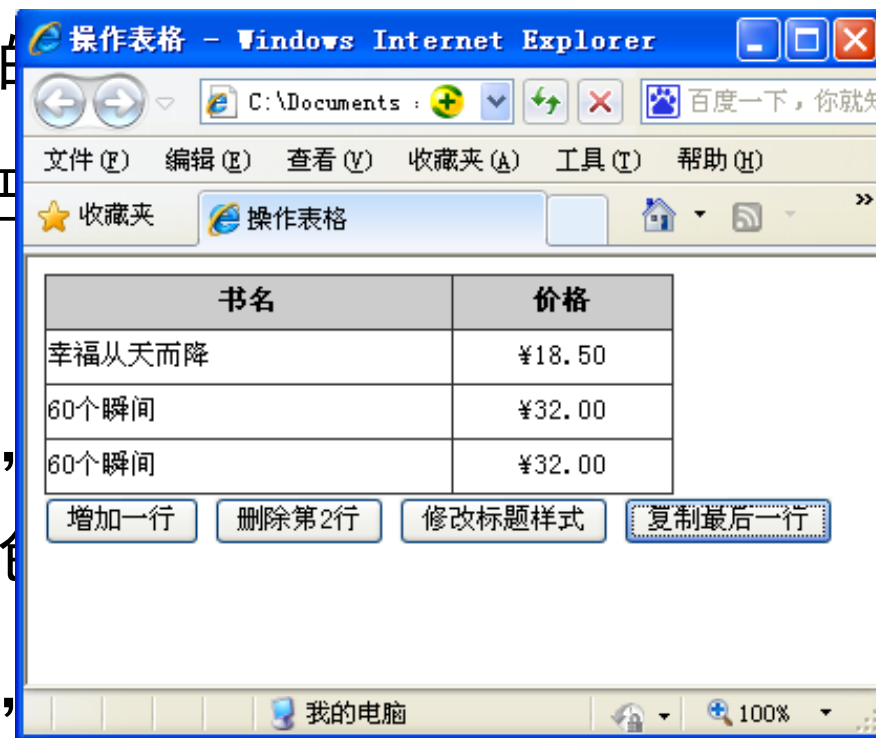 操作表格 - Windows Internet Explorer
C:\Documents
百度一下，你就
文件(F) 编辑(E) 查看(V) 收藏夹(A) 工具(T) 帮助(H)
收藏夹 操作表格 »
书名 价格
幸福从天而降 ¥18.50
60个瞬间 ¥32.00
60个瞬间 ¥32.00
增加一行 删除第2行 修改标题样式 复制最后一行
我的电脑 100%